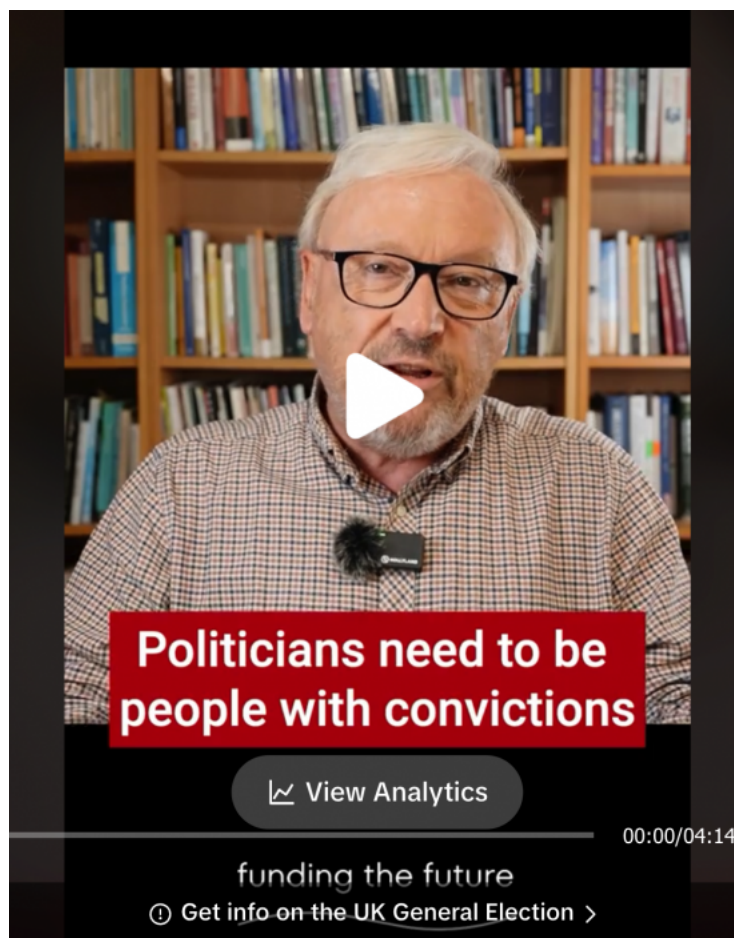 Politicians need to be
people with convictions
View Analytics
00:00/04:14
funding the future
Get info on the UK General Election